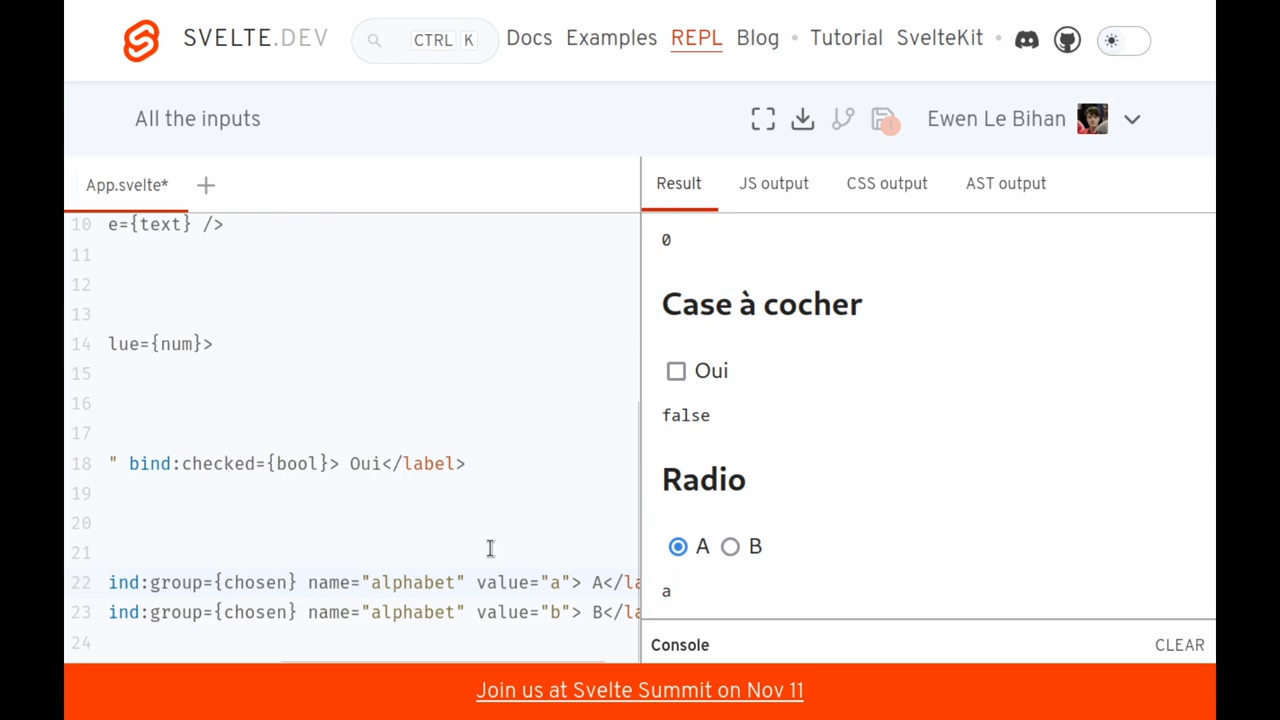 SVELTE.DEV
CTRL K
Docs Examples REPL Blog • Tutorial SvelteKit •
All the inputs
1
Ewen Le Bihan
App.svelte* +
Result JS output CSS output AST output
10 e={text} />
11
12
13
14 lue={num}>
15
16
17
18 " bind:checked={bool}> Oui</label>
19
20
21
22 ind:group={chosen} name="alphabet" value="a"> A</la
23 ind:group={chosen} name="alphabet" value="b"> B</la
24
0
Case à cocher
Oui
false
Radio
A B
a
Console CLEAR
Join us at Svelte Summit on Nov 11